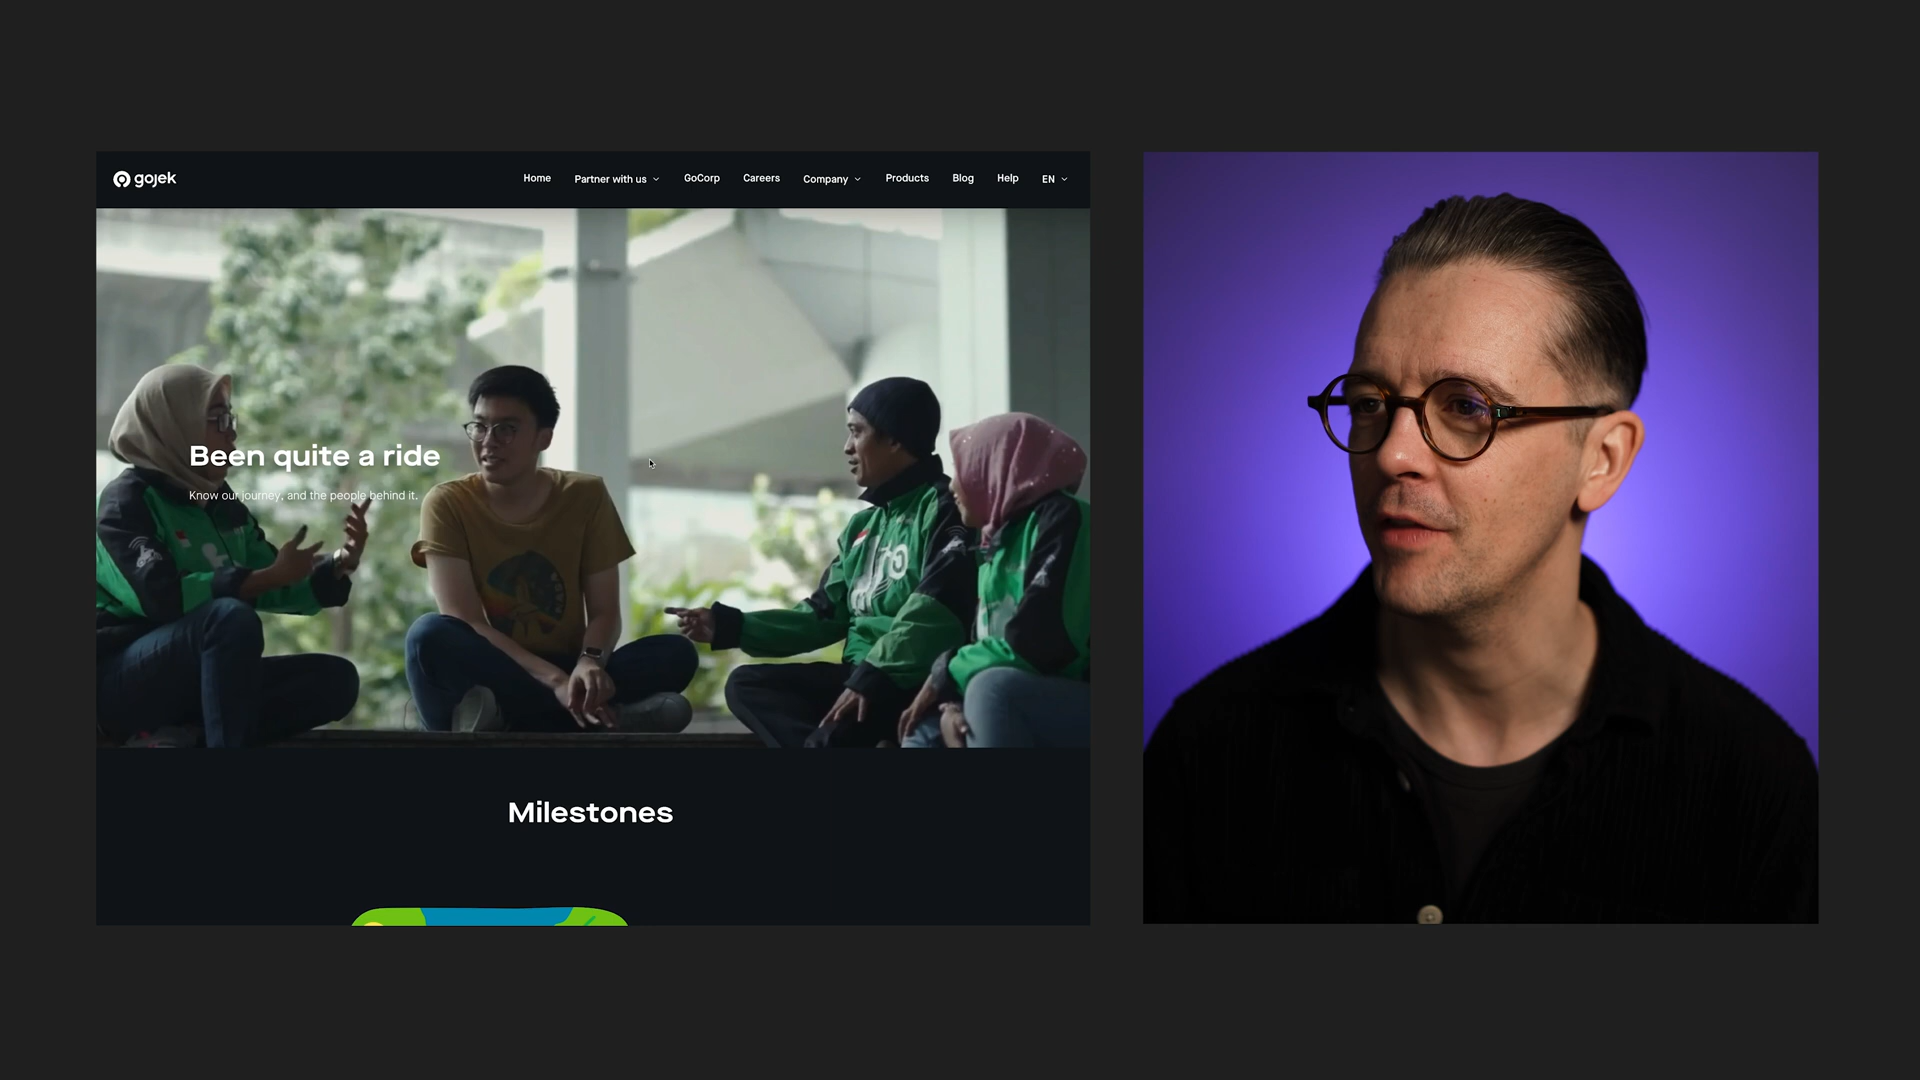 gojek
Home Partner with us GoCorp Careers Company Products Blog Help EN
Been quite a ride
Know our journey, and the people behind it.
Milestones